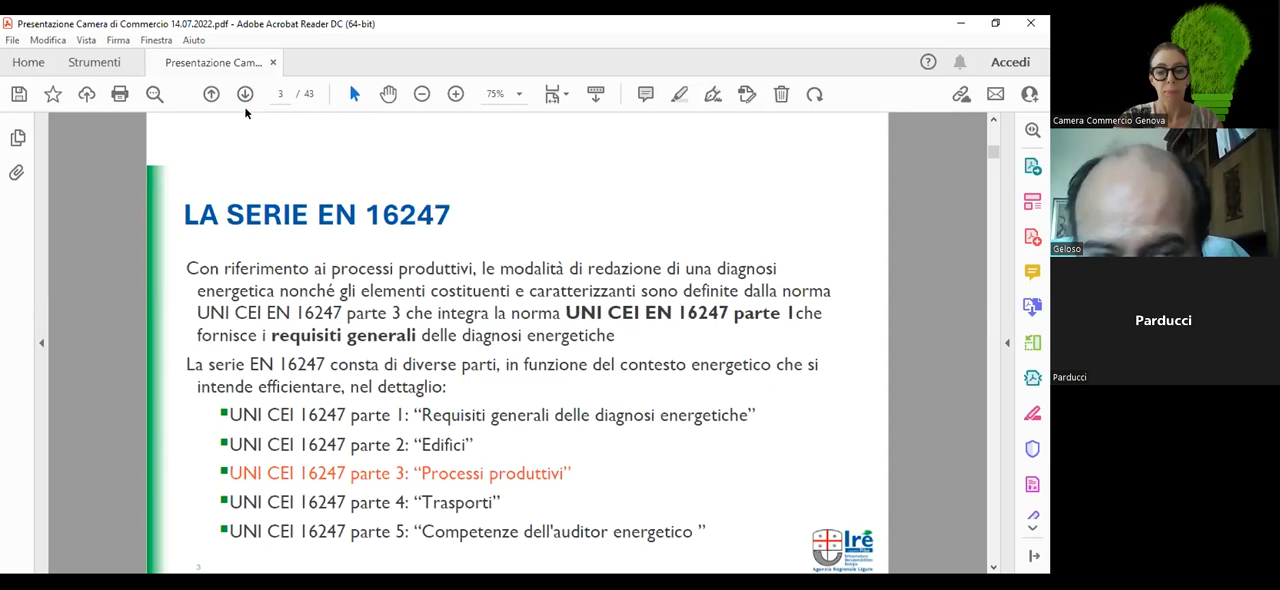 Presentazione Camera di Commercio 14.07.2022.pdf - Adobe Acrobat Reader DC (64-bit)
File Modifica Vista Firma Finestra Aiuto
Home Strumenti Presentazione Cam... × Accedi
3 / 43 75%
LA SERIE EN 16247
Con riferimento ai processi produttivi, le modalità di redazione di una diagnosi
energetica nonché gli elementi costituenti e caratterizzanti sono definite dalla norma
UNI CEI EN 16247 parte 3 che integra la norma UNI CEI EN 16247 parte 1che
fornisce i requisiti generali delle diagnosi energetiche
La serie EN 16247 consta di diverse parti, in funzione del contesto energetico che si
intende efficientare, nel dettaglio:
UNI CEI 16247 parte 1: “Requisiti generali delle diagnosi energetiche”
UNI CEI 16247 parte 2: “Edifici”
UNI CEI 16247 parte 3: “Processi produttivi”
UNI CEI 16247 parte 4: “Trasporti”
UNI CEI 16247 parte 5: “Competenze dell'auditor energetico ”
3
Irè
Agenzia Regionale Ligure
Camera Commercio Genova
Geloso
Parducci
Parducci